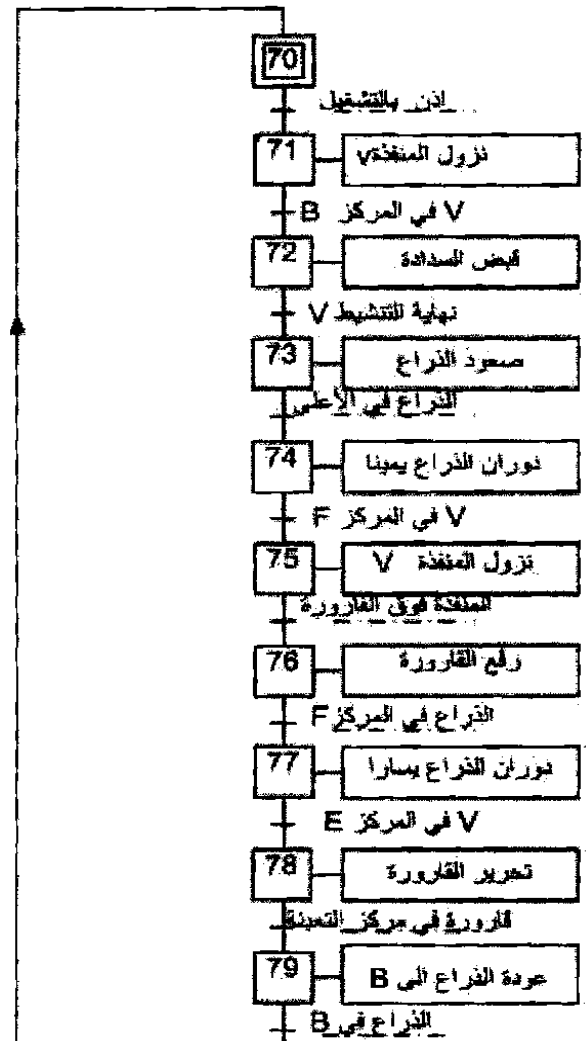 70
إذن بالتشغيل
71
نزول المنفذة V
V في المركز B
72
قبض السدادة
نهاية التنشيط V
73
صعود الذراع
الذراع في الأعلى
74
دوران الذراع يمينا
V في المركز F
75
نزول المنفذة V
المنفذة فوق القارورة
76
رفع القارورة
الذراع في المركز F
77
دوران الذراع يسارا
V في المركز E
78
تحرير القارورة
قارورة في مركز التعبئة
79
عودة الذراع الى B
الذراع في B